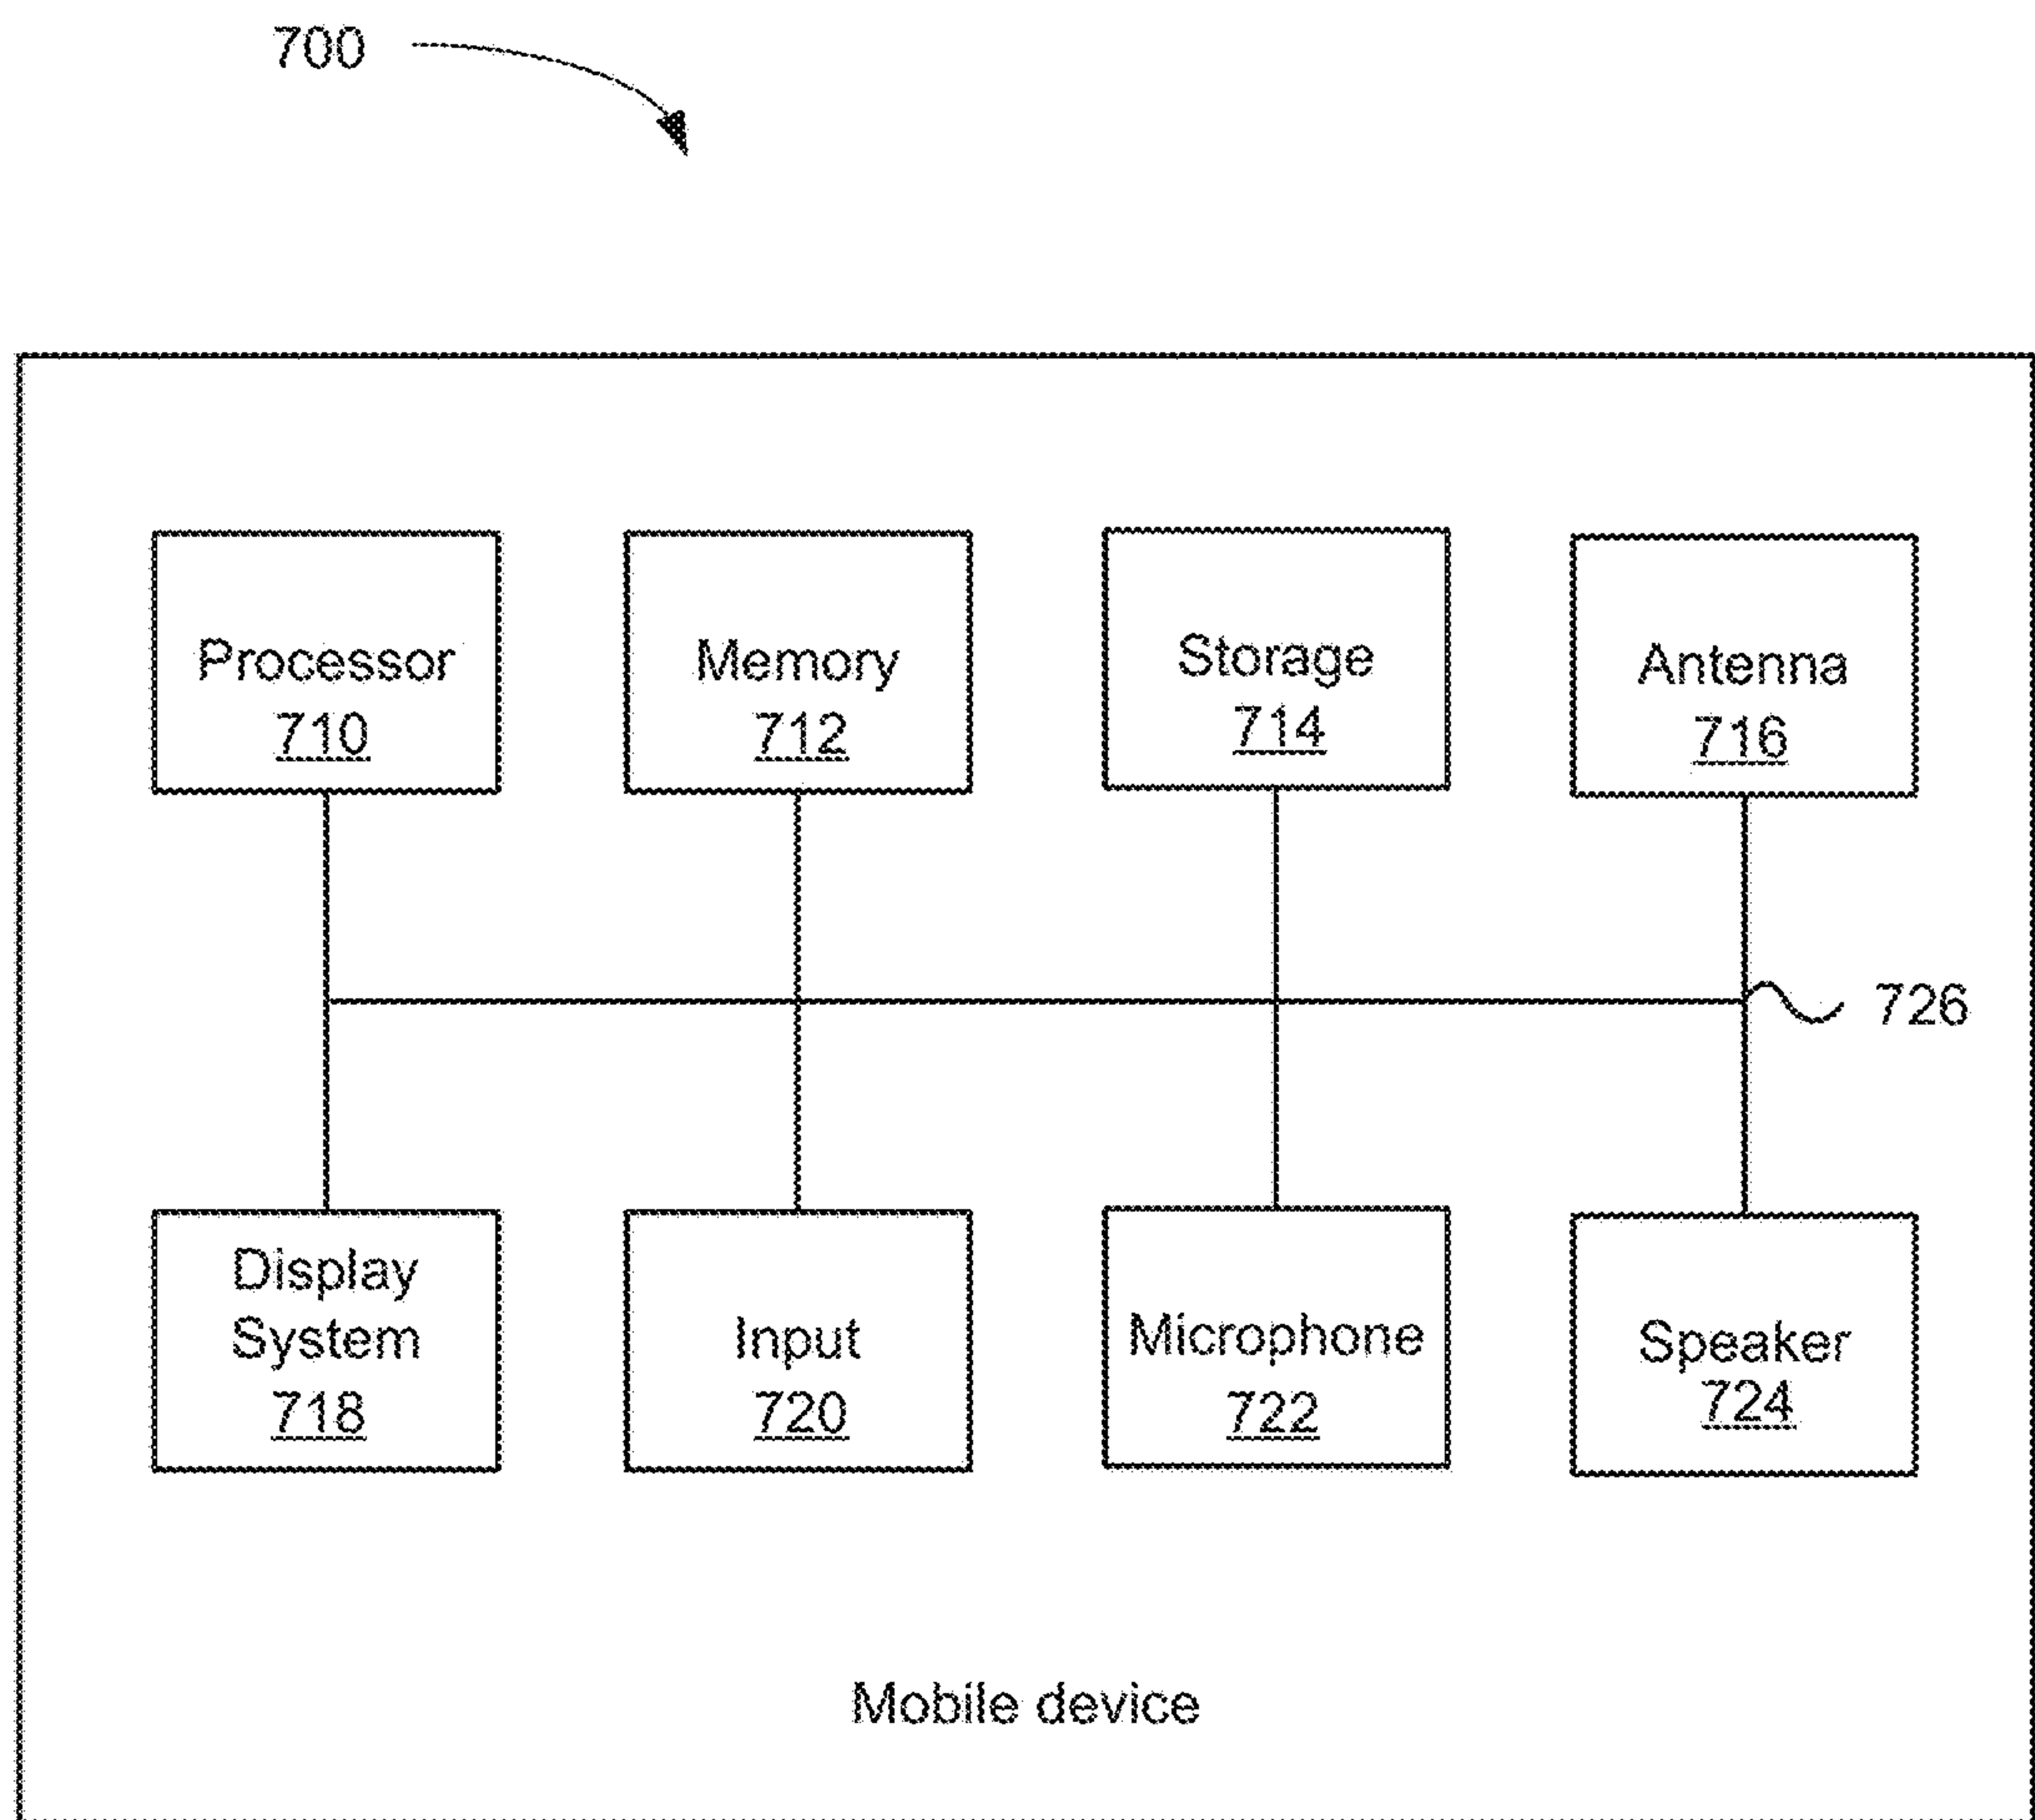 700
Processor
710
Memory
712
Storage
714
Antenna
716
726
Display
System
718
Input
720
Microphone
722
Speaker
724
Mobile device